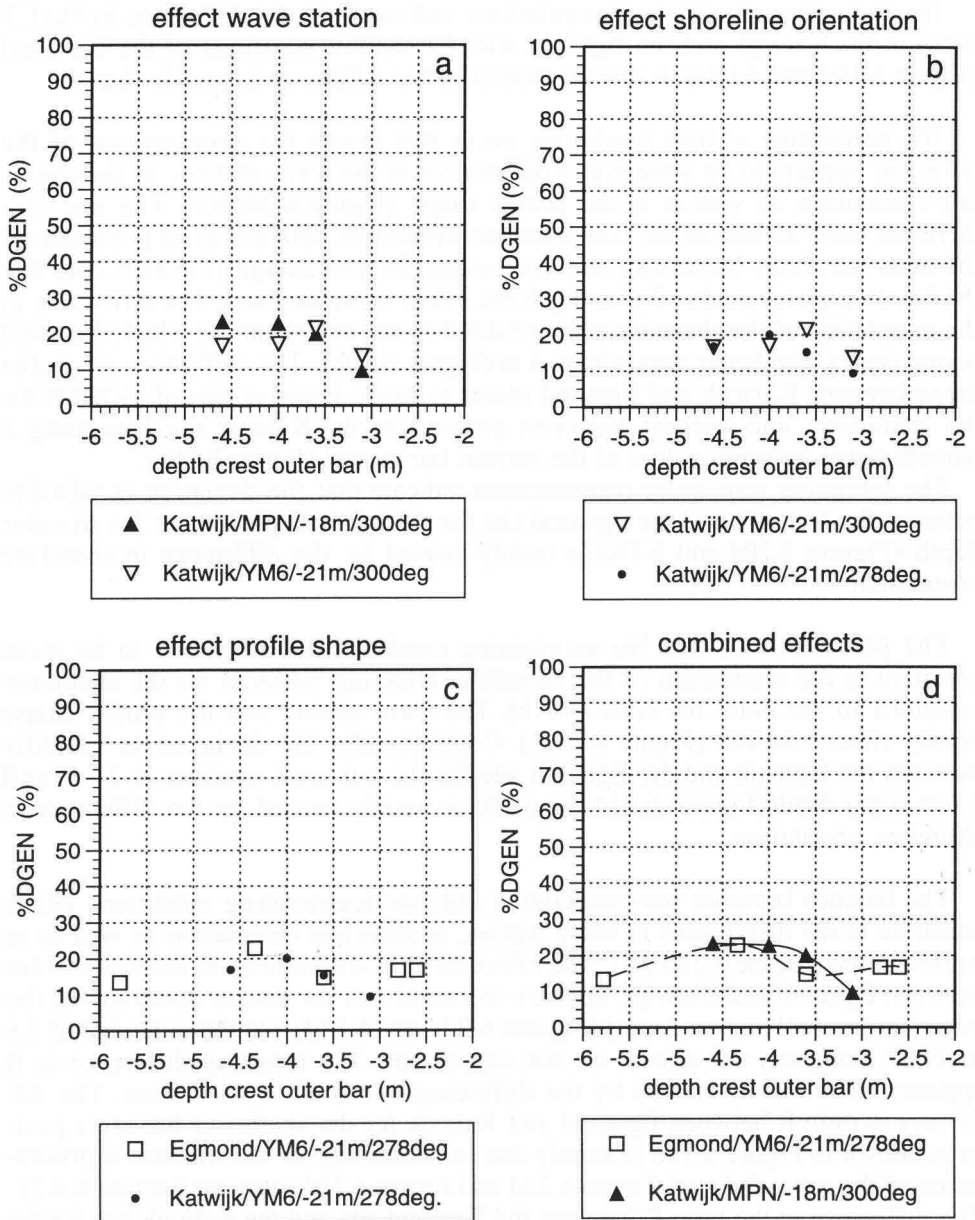 effect wave station
a
%DGEN (%)
100
90
80
70
60
50
40
30
20
10
0
-6 -5.5 -5 -4.5 -4 -3.5 -3 -2.5 -2
depth crest outer bar (m)
▲ Katwijk/MPN/-18m/300deg
▽ Katwijk/YM6/-21m/300deg
effect shoreline orientation
b
%DGEN (%)
100
90
80
70
60
50
40
30
20
10
0
-6 -5.5 -5 -4.5 -4 -3.5 -3 -2.5 -2
depth crest outer bar (m)
▽ Katwijk/YM6/-21m/300deg
• Katwijk/YM6/-21m/278deg.
effect profile shape
c
%DGEN (%)
100
90
80
70
60
50
40
30
20
10
0
-6 -5.5 -5 -4.5 -4 -3.5 -3 -2.5 -2
depth crest outer bar (m)
□ Egmond/YM6/-21m/278deg
• Katwijk/YM6/-21m/278deg.
combined effects
d
%DGEN (%)
100
90
80
70
60
50
40
30
20
10
0
-6 -5.5 -5 -4.5 -4 -3.5 -3 -2.5 -2
depth crest outer bar (m)
□ Egmond/YM6/-21m/278deg
▲ Katwijk/MPN/-18m/300deg